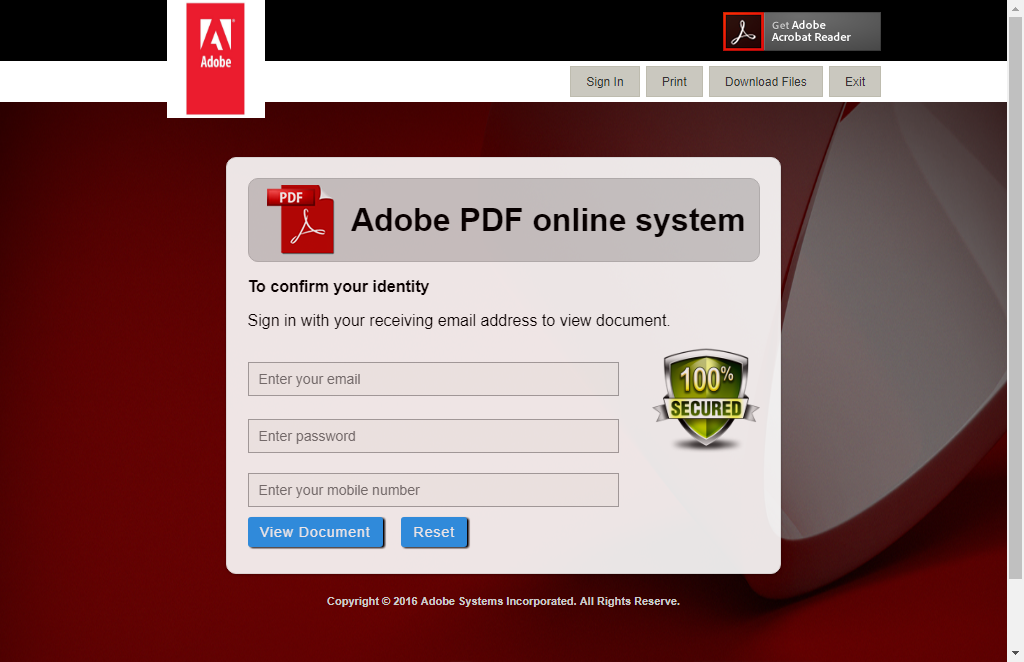 Adobe
Get Adobe
Acrobat Reader
Sign In
Print
Download Files
Exit
PDF
Adobe PDF online system
To confirm your identity
Sign in with your receiving email address to view document.
Enter your email
100%
SECURED
Enter password
Enter your mobile number
View Document
Reset
Copyright © 2016 Adobe Systems Incorporated. All Rights Reserve.